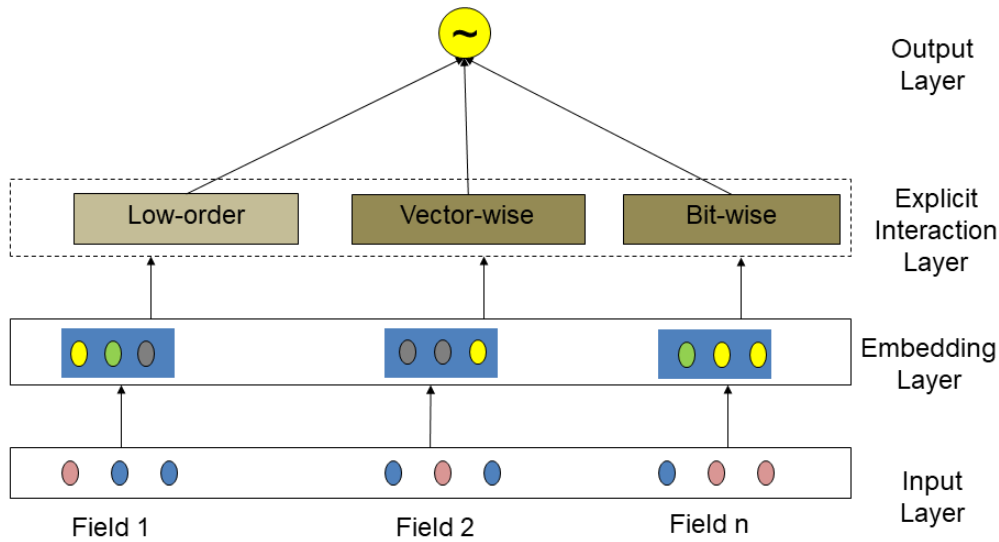 ~
Output
Layer
Low-order
Vector-wise
Bit-wise
Explicit
Interaction
Layer
Embedding
Layer
Input
Layer
Field 1
Field 2
Field n